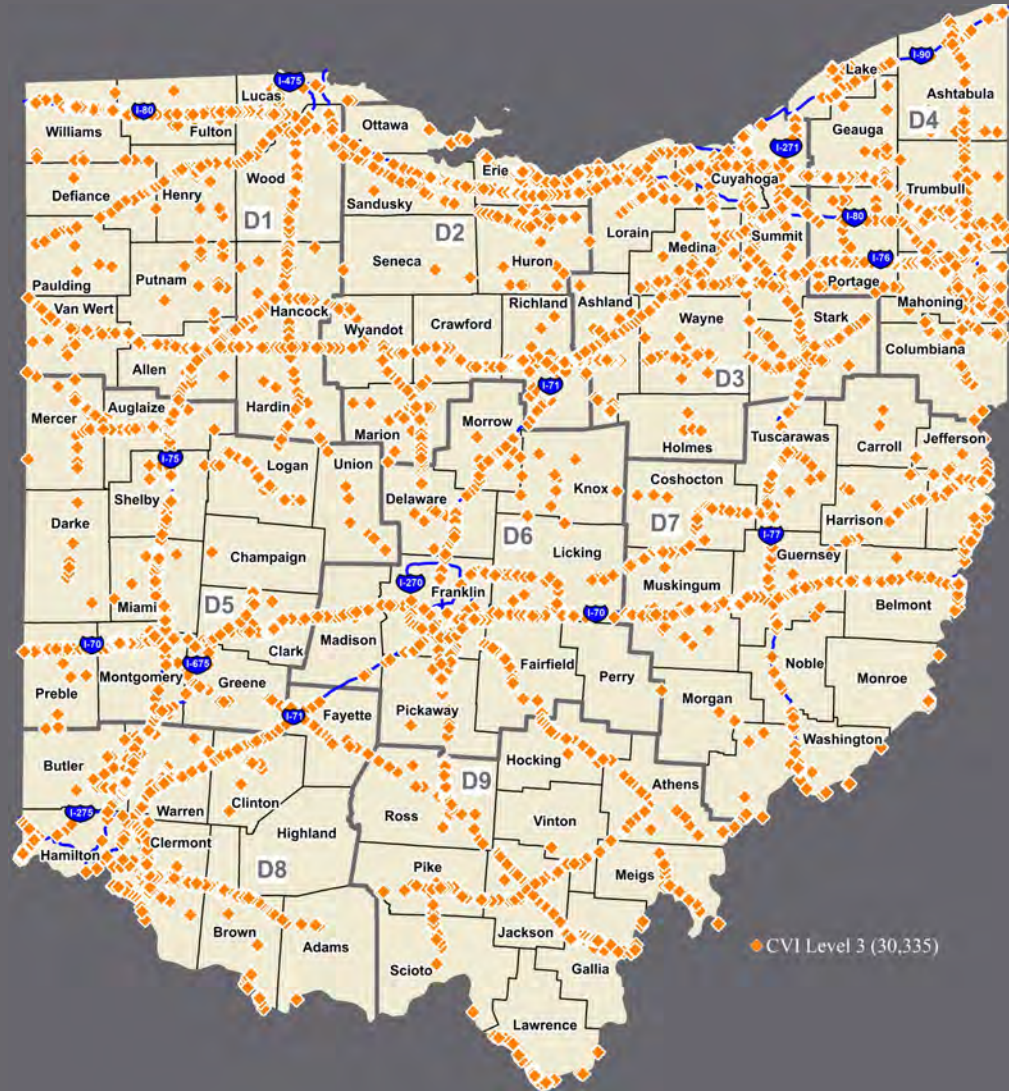 I-90
Lake
Ashtabula
I-475
Lucas
I-80
Williams
Fulton
Ottawa
Geauga
D4
I-271
Erie
Cuyahoga
Defiance
Henry
Wood
Sandusky
Trumbull
D1
D2
Lorain
Summit
I-80
Seneca
Huron
Medina
I-76
Paulding
Putnam
Portage
Van Wert
Hancock
Richland
Ashland
Mahoning
Wyandot
Crawford
Wayne
Stark
Columbiana
Allen
D3
I-71
Mercer
Auglaize
Hardin
Morrow
Marion
Holmes
Tuscarawas
Carroll
Jefferson
I-75
Logan
Union
Shelby
Delaware
Knox
Coshocton
Darke
D6
D7
Harrison
I-77
Champaign
Licking
Guernsey
I-270
Franklin
Muskingum
Miami
D5
I-70
Belmont
Madison
I-70
Clark
I-675
Fairfield
Noble
Montgomery
Greene
Perry
Monroe
Preble
Morgan
I-71
Fayette
Pickaway
Washington
Hocking
Butler
D9
Athens
Clinton
I-275
Warren
Ross
Vinton
Highland
Clermont
Hamilton
D8
Pike
Meigs
Brown
Jackson
Adams
CVI Level 3 (30,335)
Scioto
Gallia
Lawrence